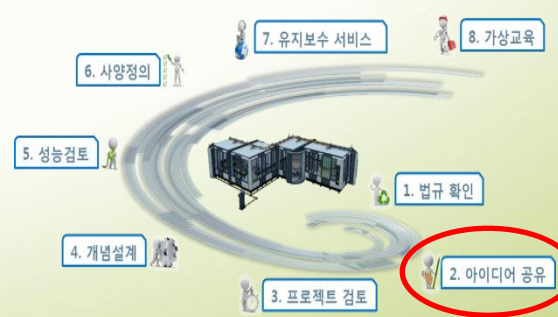 7. 유지보수 서비스
8. 가상교육
6. 사양정의
5. 성능검토
1. 법규 확인
4. 개념설계
2. 아이디어 공유
3. 프로젝트 검토